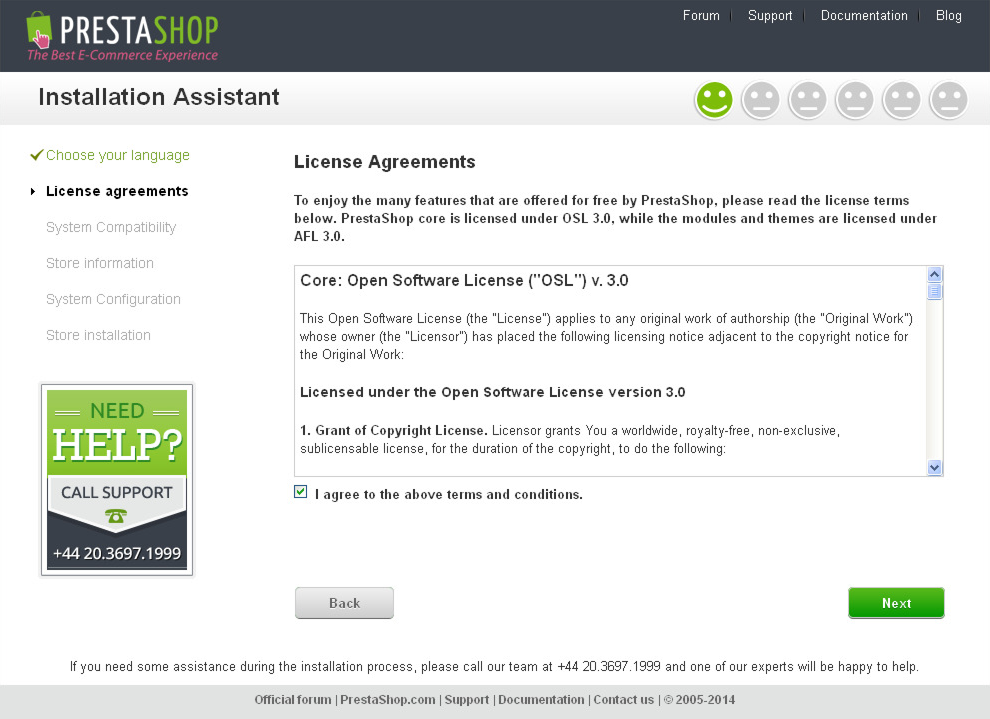 PRESTASHOP
The Best E-Commerce Experience
Forum | Support | Documentation | Blog
Installation Assistant
Choose your language
License agreements
System Compatibility
Store information
System Configuration
Store installation
NEED
HELP?
CALL SUPPORT
+44 20.3697.1999
License Agreements
To enjoy the many features that are offered for free by PrestaShop, please read the license terms
below. PrestaShop core is licensed under OSL 3.0, while the modules and themes are licensed under
AFL 3.0.
Core: Open Software License ("OSL") v. 3.0
This Open Software License (the "License") applies to any original work of authorship (the "Original Work")
whose owner (the "Licensor") has placed the following licensing notice adjacent to the copyright notice for
the Original Work:
Licensed under the Open Software License version 3.0
1. Grant of Copyright License. Licensor grants You a worldwide, royalty-free, non-exclusive,
sublicensable license, for the duration of the copyright, to do the following:
I agree to the above terms and conditions.
Back
Next
If you need some assistance during the installation process, please call our team at +44 20.3697.1999 and one of our experts will be happy to help.
Official forum | PrestaShop.com | Support | Documentation | Contact us | © 2005-2014